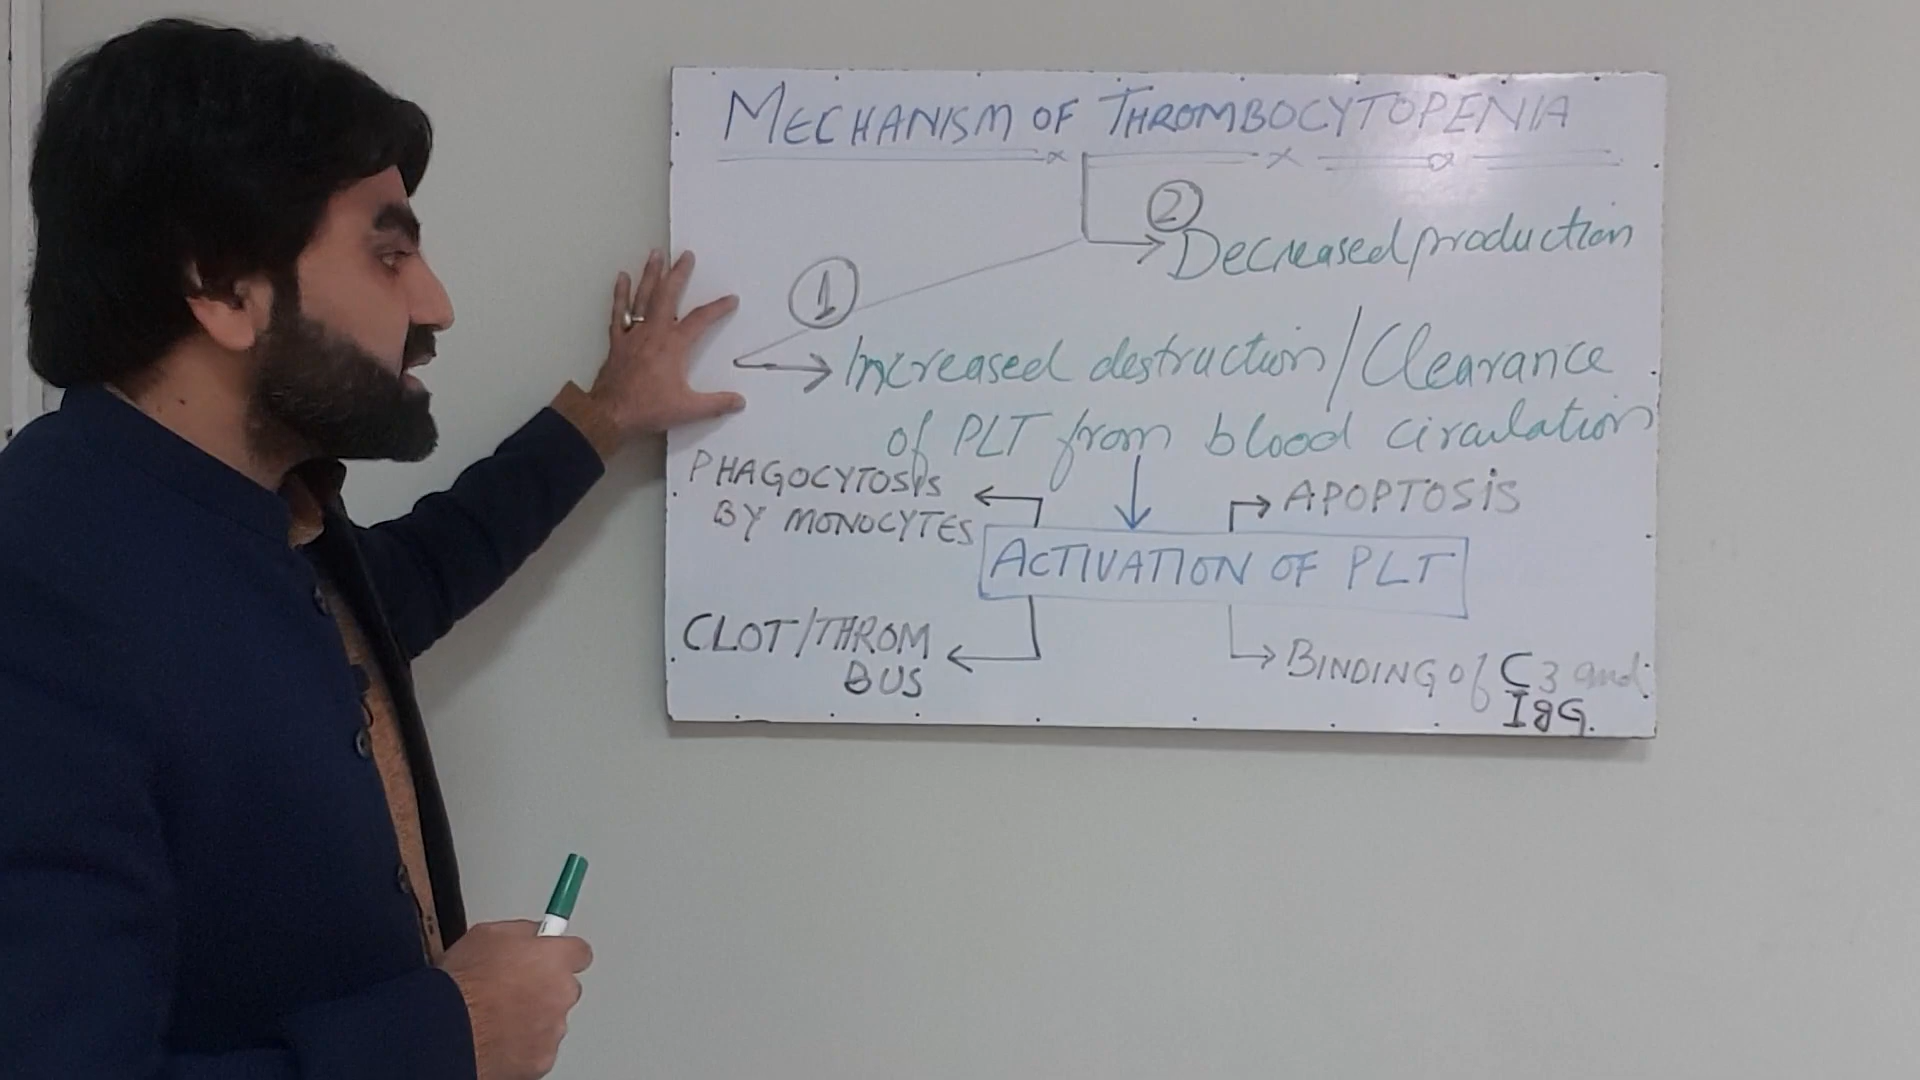 MECHANISM OF THROMBOCYTOPENIA
2
Decreased production
1
Increased destruction/Clearance
of PLT from blood circulation
PHAGOCYTOSIS
BY MONOCYTES
APOPTOSIS
ACTIVATION OF PLT
CLOT/THROM
BUS
BINDING of C3 and
IgG.